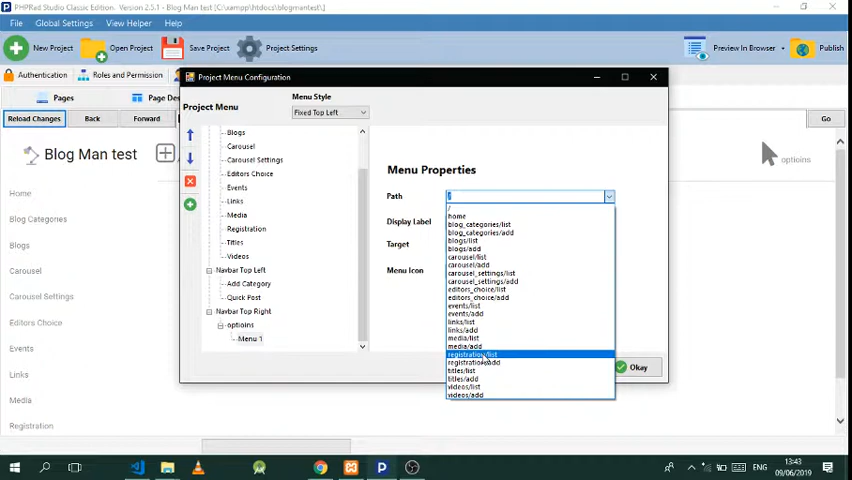 PHPRad Studio Classic Edition - Version 2.5.1 - Blog Man test [C:\xampp\htdocs\blogmantest\]
File Global Settings View Helper Help
New Project Open Project Save Project Project Settings Preview In Browser Publish
Authentication Roles and Permission
Pages Page Des
Reload Changes Back Forward Go
Blog Man test
optioins
Home
Blog Categories
Blogs
Carousel
Carousel Settings
Editors Choice
Events
Links
Media
Registration
Project Menu Configuration
Project Menu
Menu Style
Fixed Top Left
Blogs
Carousel
Carousel Settings
Editors Choice
Events
Links
Media
Registration
Titles
Videos
Navbar Top Left
Add Category
Quick Post
Navbar Top Right
optioins
Menu 1
Menu Properties
Path /
Display Label
Target
Menu Icon
/
home
blog_categories/list
blog_categories/add
blogs/list
blogs/add
carousel/list
carousel/add
carousel_settings/list
carousel_settings/add
editors_choice/list
editors_choice/add
events/list
events/add
links/list
links/add
media/list
media/add
registration/list
registration/add
titles/list
titles/add
videos/list
videos/add
Okay
ENG
13:43
09/06/2019